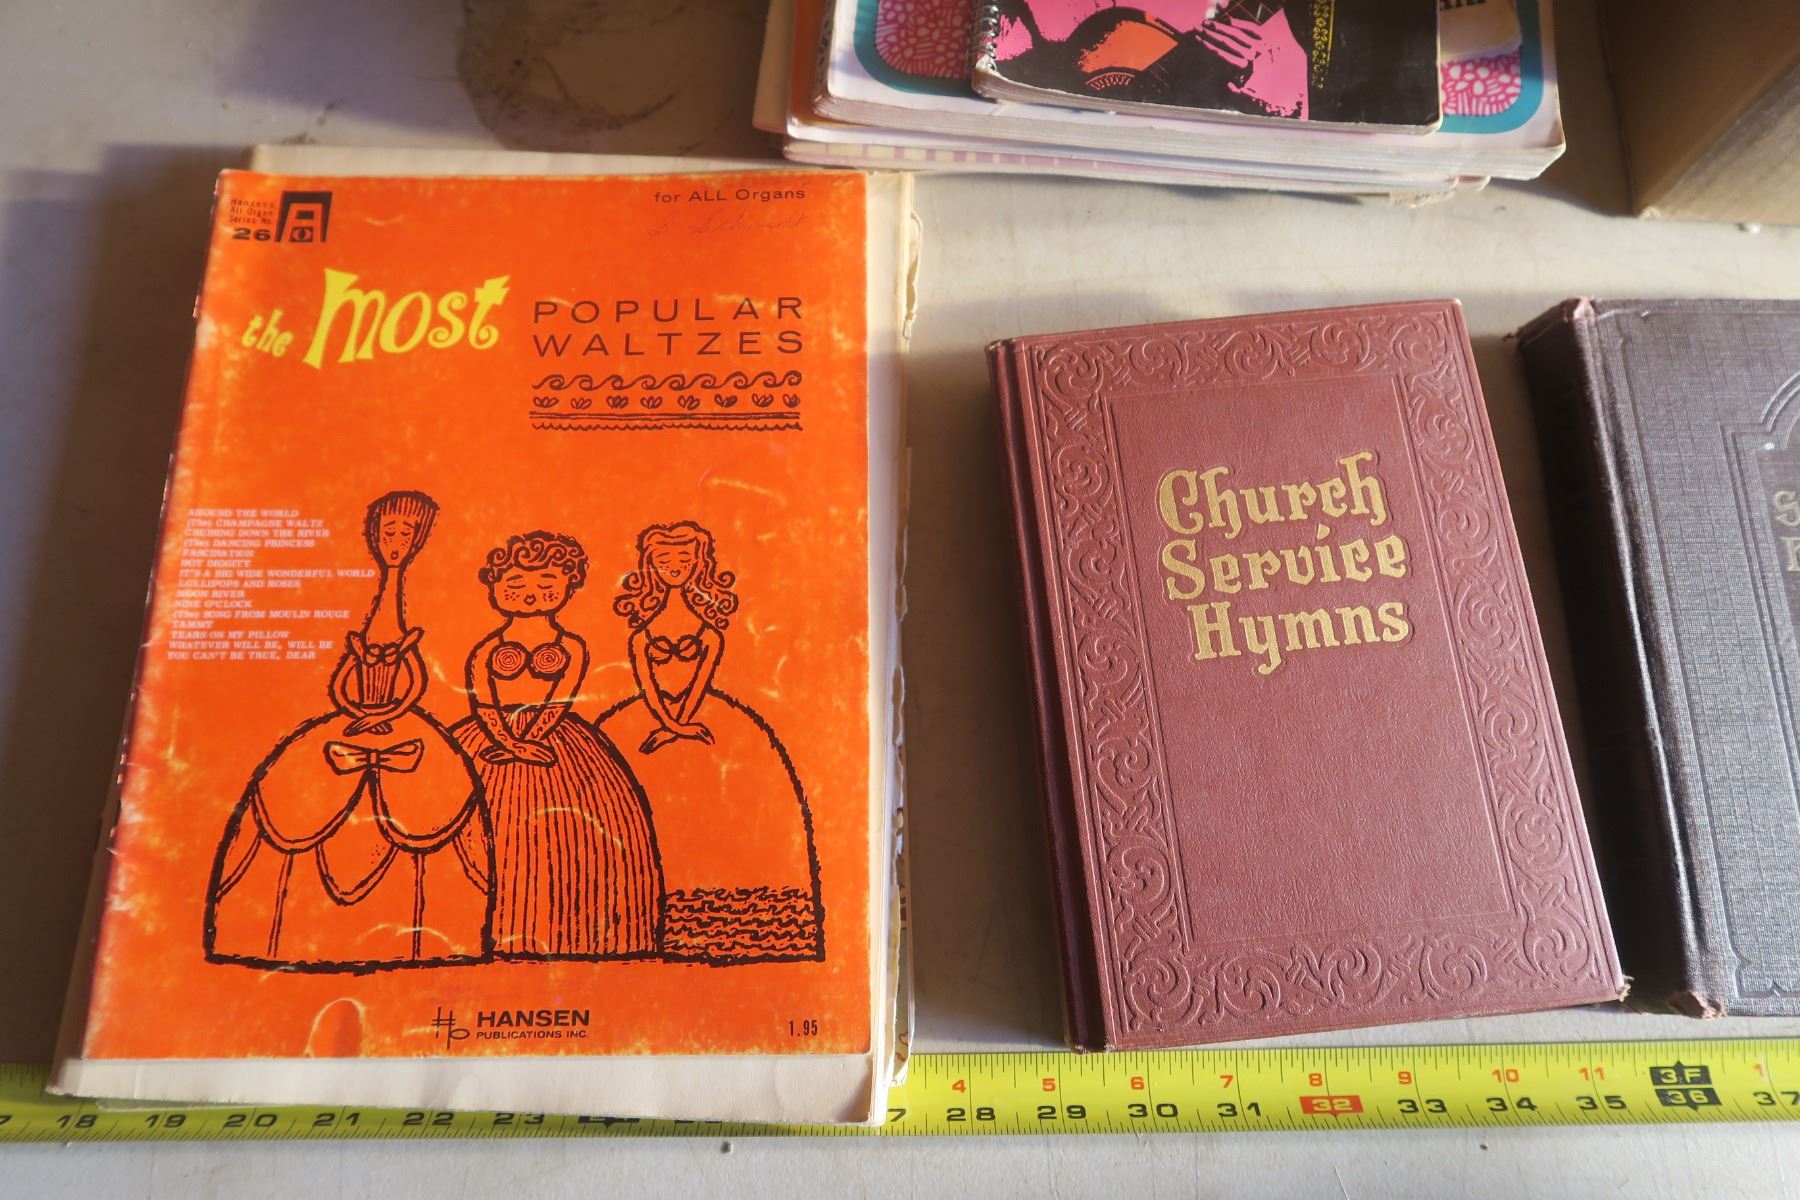 Hansen's
All Organ
Series No.
26
A
O
for ALL Organs
S. Schmidt
the most
POPULAR
WALTZES
AROUND THE WORLD
(The) CHAMPAGNE WALTZ
CRUISING DOWN THE RIVER
(The) DANCING PRINCESS
FASCINATION
HOT DIGGITY
IT'S A BIG WIDE WONDERFUL WORLD
LOLLIPOPS AND ROSES
MOON RIVER
NINE O'CLOCK
(The) SONG FROM MOULIN ROUGE
TAMMY
TEARS ON MY PILLOW
WHATEVER WILL BE, WILL BE
YOU CAN'T BE TRUE, DEAR
HANSEN
PUBLICATIONS INC.
1.95
Church
Service
Hymns
4 5 6 7 8 9 10 11 3F 1
18 19 20 21 22 23 7 28 29 30 31 32 33 34 35 36 37